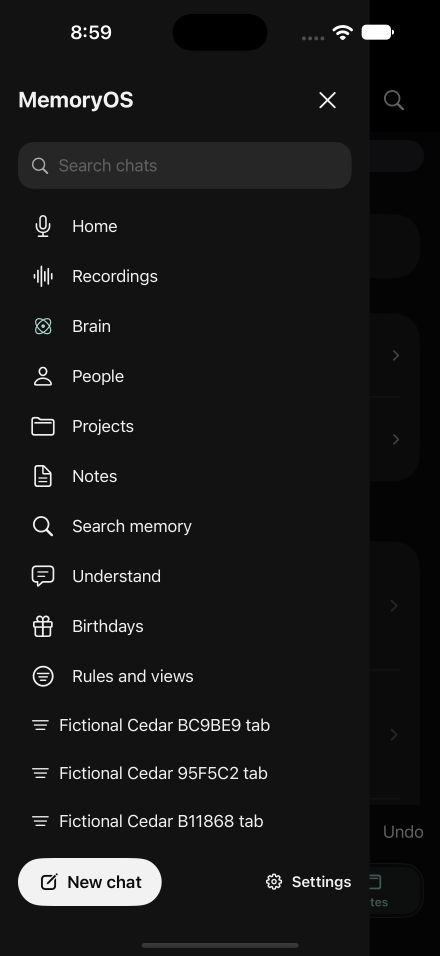 8:59
MemoryOS
Search chats
Home
Recordings
Brain
People
Projects
Notes
Search memory
Understand
Birthdays
Rules and views
Fictional Cedar BC9BE9 tab
Fictional Cedar 95F5C2 tab
Fictional Cedar B11868 tab
Undo
New chat
Settings
tes